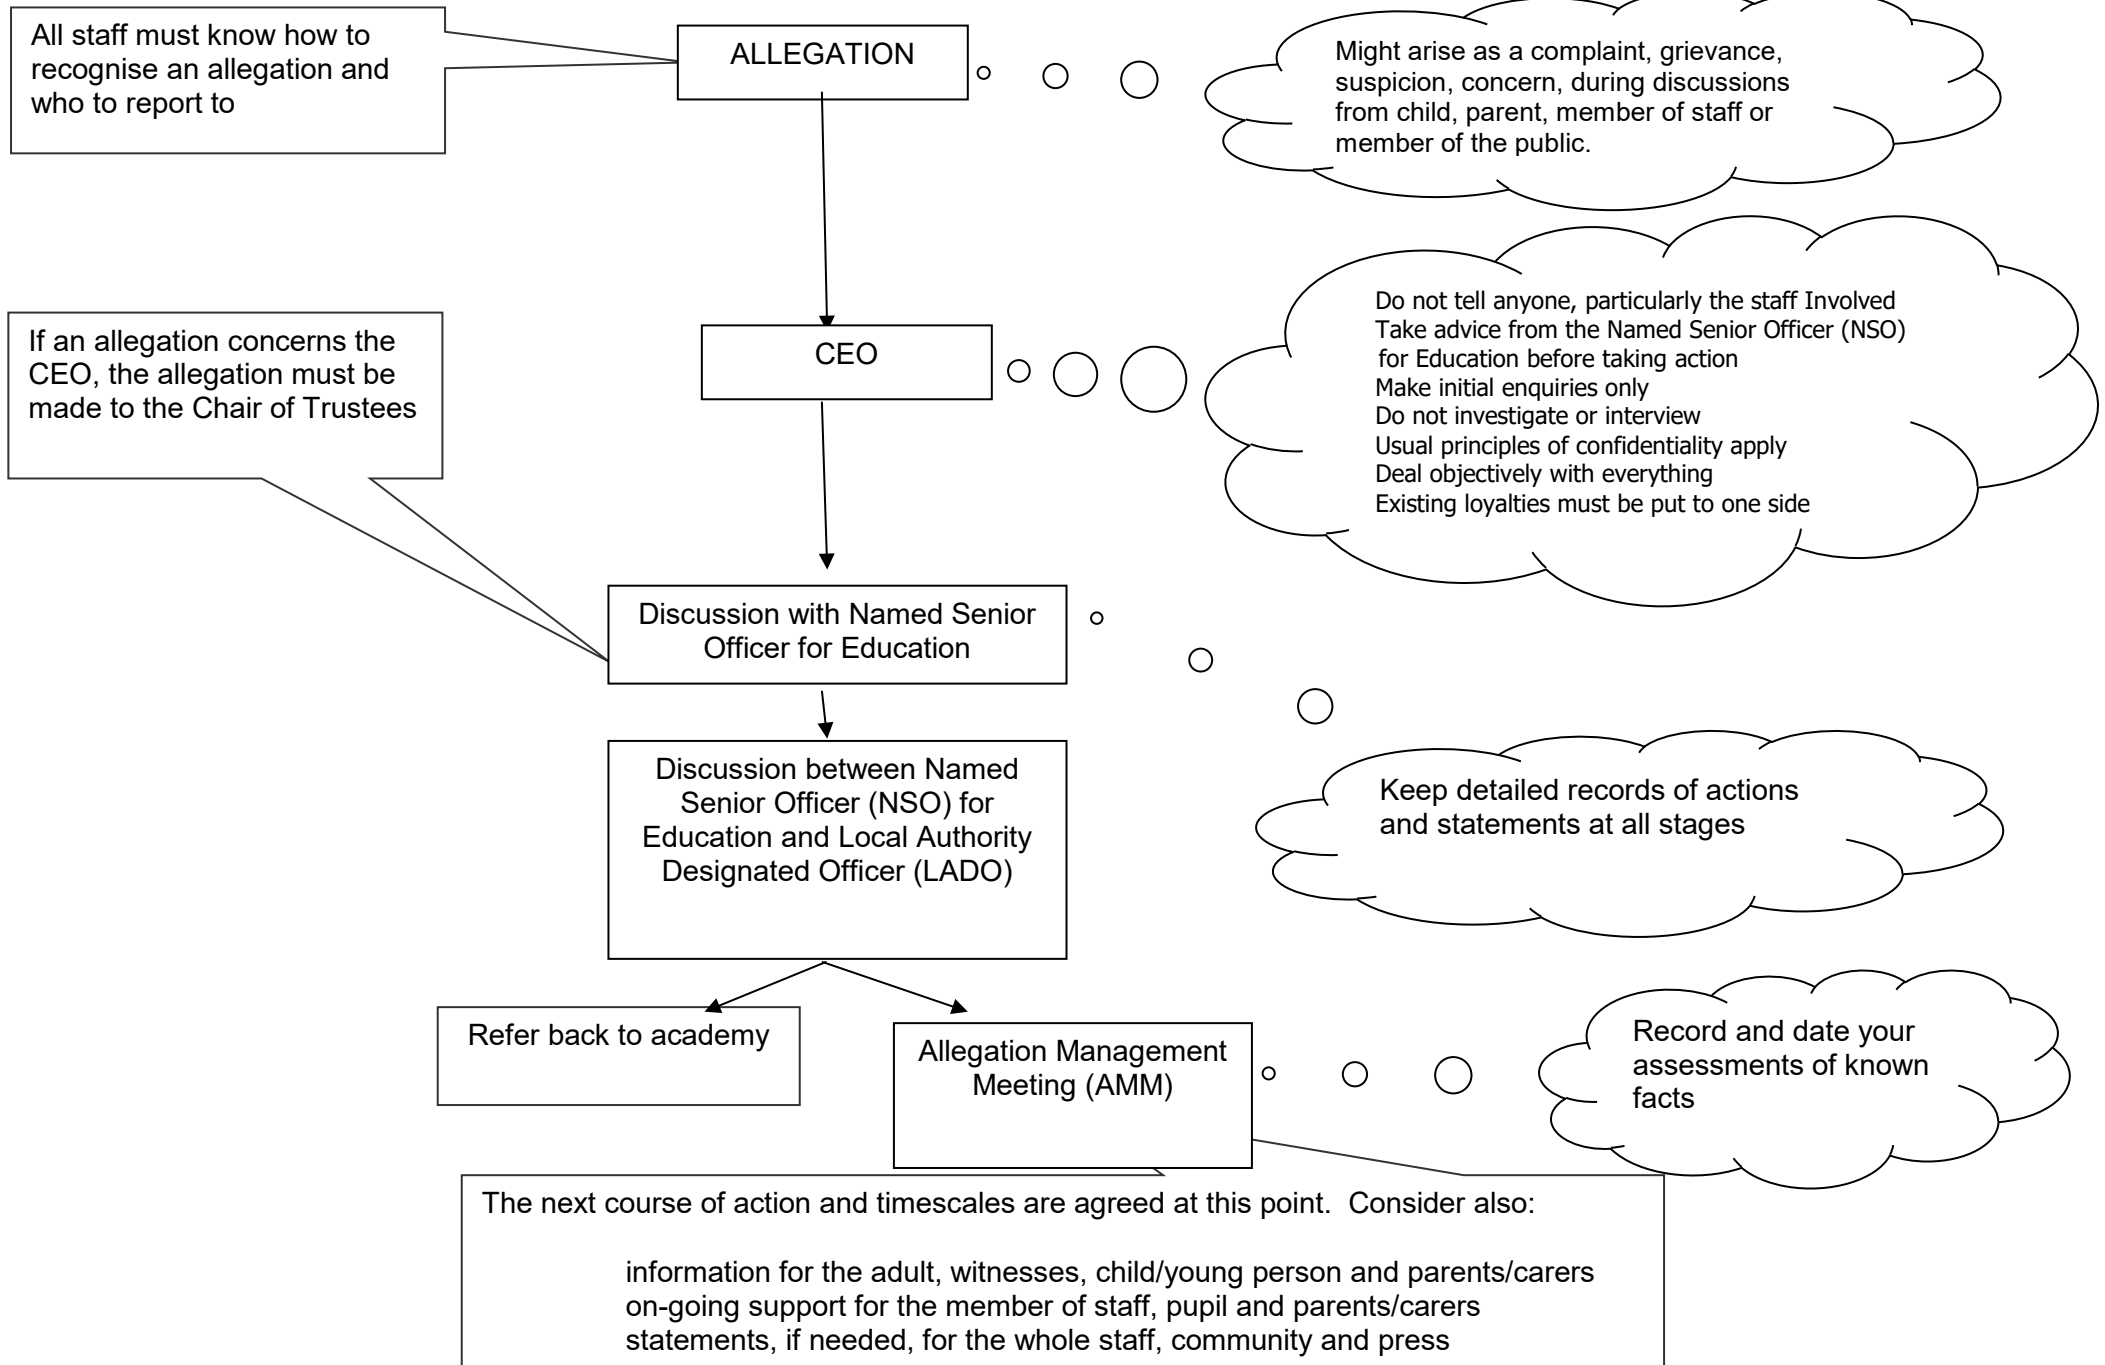 All staff must know how to
recognise an allegation and
who to report to
ALLEGATION
Might arise as a complaint, grievance,
suspicion, concern, during discussions
from child, parent, member of staff or
member of the public.
If an allegation concerns the
CEO, the allegation must be
made to the Chair of Trustees
CEO
Do not tell anyone, particularly the staff Involved
Take advice from the Named Senior Officer (NSO)
for Education before taking action
Make initial enquiries only
Do not investigate or interview
Usual principles of confidentiality apply
Deal objectively with everything
Existing loyalties must be put to one side
Discussion with Named Senior
Officer for Education
Discussion between Named
Senior Officer (NSO) for
Education and Local Authority
Designated Officer (LADO)
Keep detailed records of actions
and statements at all stages
Refer back to academy
Allegation Management
Meeting (AMM)
Record and date your
assessments of known
facts
The next course of action and timescales are agreed at this point.  Consider also:
information for the adult, witnesses, child/young person and parents/carers
on-going support for the member of staff, pupil and parents/carers
statements, if needed, for the whole staff, community and press